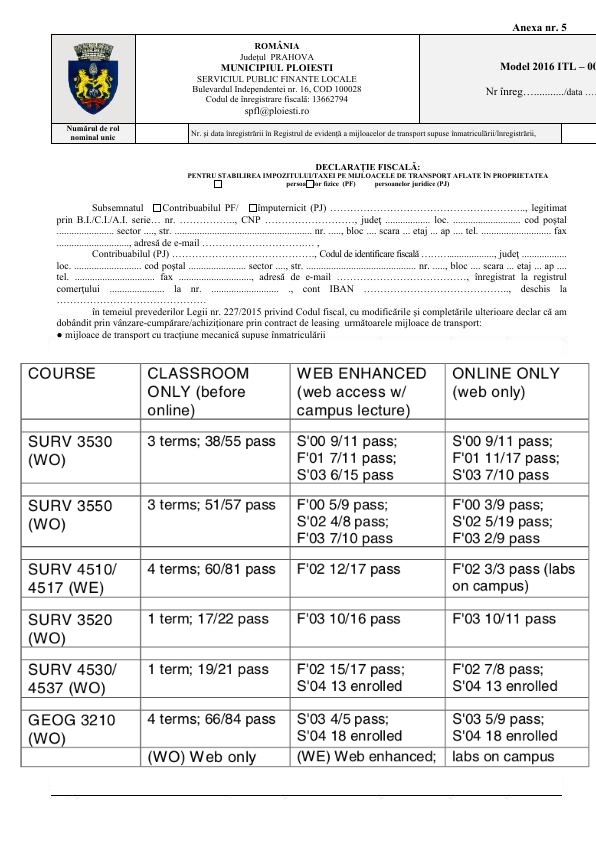 Anexa nr. 5
ROMÂNIA
Județul PRAHOVA
MUNICIPIUL PLOIESTI
SERVICIUL PUBLIC FINANTE LOCALE
Bulevardul Independentei nr. 16, COD 100028
Codul de înregistrare fiscală: 13662794
spfl@ploiesti.ro
Model 2016 ITL – 00
Nr înreg…........../data …..
Numărul de rol
nominal unic
Nr. și data înregistrării în Registrul de evidență a mijloacelor de transport supuse înmatriculării/înregistrării,
DECLARAȚIE FISCALĂ:
PENTRU STABILIREA IMPOZITULUI/TAXEI PE MIJLOACELE DE TRANSPORT AFLATE ÎN PROPRIETATEA
persoanelor fizice (PF) persoanelor juridice (PJ)
Subsemnatul Contribuabilul PF/ împuternicit (PJ) ………………………………………….., legitimat
prin B.I./C.I./A.I. serie… nr. ………………, CNP ………………………, județ ................... loc. ..................... cod poștal
...................... sector ...., str. ................................................................ nr. ....., bloc .... scara ... etaj ... ap .... tel. .................... fax
..........................., adresă de e-mail …………………………… ,
Contribuabilul (PJ) …………………………………., Codul de identificare fiscală ………………….., județ .................
loc. ..................... cod poștal ...................... sector ...., str. ........................................................ nr. ....., bloc .... scara ... etaj ... ap ....
tel. .................... fax ........................, adresă de e-mail …………………………, înregistrat la registrul
comerțului .................. la nr. ........................ ., cont IBAN ………………………….., deschis la
……………………………………
în temeiul prevederilor Legii nr. 227/2015 privind Codul fiscal, cu modificările și completările ulterioare declar că am
dobândit prin vânzare-cumpărare/achiziționare prin contract de leasing următoarele mijloace de transport:
● mijloace de transport cu tracțiune mecanică supuse înmatriculării
COURSE CLASSROOM ONLY (before online) WEB ENHANCED (web access w/ campus lecture) ONLINE ONLY (web only)
SURV 3530 (WO) 3 terms; 38/55 pass S'00 9/11 pass; F'01 7/11 pass; S'03 6/15 pass S'00 9/11 pass; F'01 11/17 pass; S'03 7/10 pass
SURV 3550 (WO) 3 terms; 51/57 pass F'00 5/9 pass; S'02 4/8 pass; F'03 7/10 pass F'00 3/9 pass; S'02 5/19 pass; F'03 2/9 pass
SURV 4510/ 4517 (WE) 4 terms; 60/81 pass F'02 12/17 pass F'02 3/3 pass (labs on campus)
SURV 3520 (WO) 1 term; 17/22 pass F'03 10/16 pass F'03 10/11 pass
SURV 4530/ 4537 (WO) 1 term; 19/21 pass F'02 15/17 pass; S'04 13 enrolled F'02 7/8 pass; S'04 13 enrolled
GEOG 3210 (WO) 4 terms; 66/84 pass S'03 4/5 pass; S'04 18 enrolled S'03 5/9 pass; S'04 18 enrolled
(WO) Web only (WE) Web enhanced; labs on campus